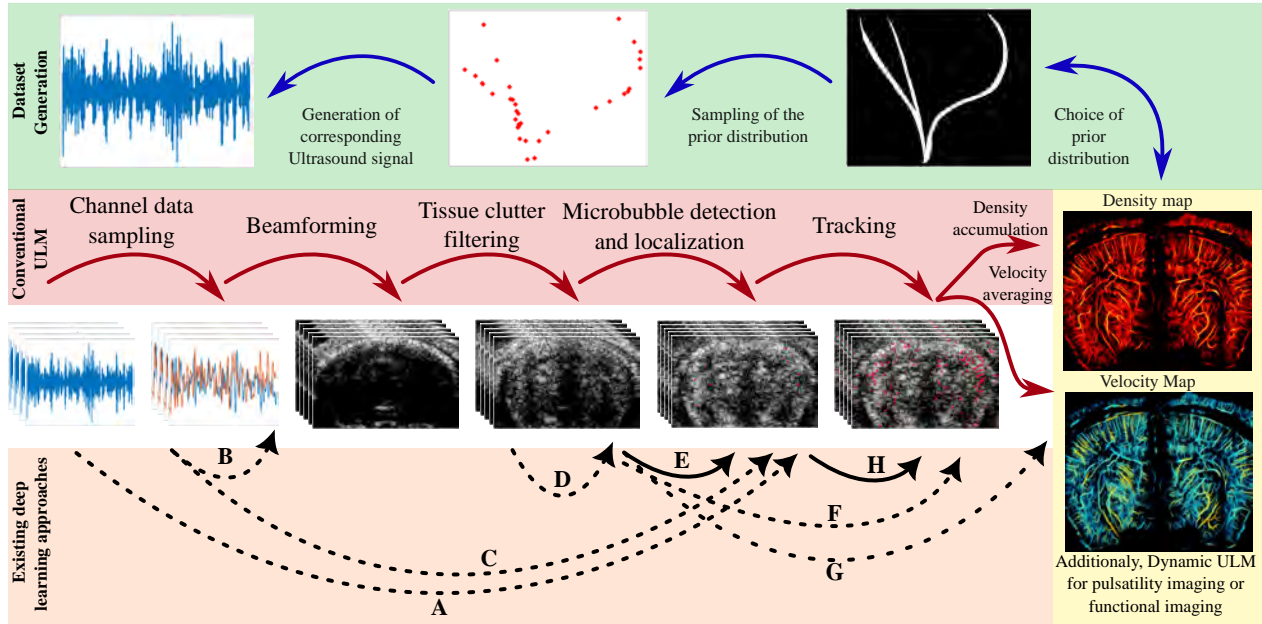 Dataset
Generation
Generation of
corresponding
Ultrasound signal
Sampling of the
prior distribution
Choice of
prior
distribution
Conventional
ULM
Channel data
sampling
Beamforming
Tissue clutter
filtering
Microbubble detection
and localization
Tracking
Density
accumulation
Velocity
averaging
Density map
Velocity Map
Additionaly, Dynamic ULM
for pulsatility imaging or
functional imaging
Existing deep
learning approaches
B
D
E
H
F
C
G
A